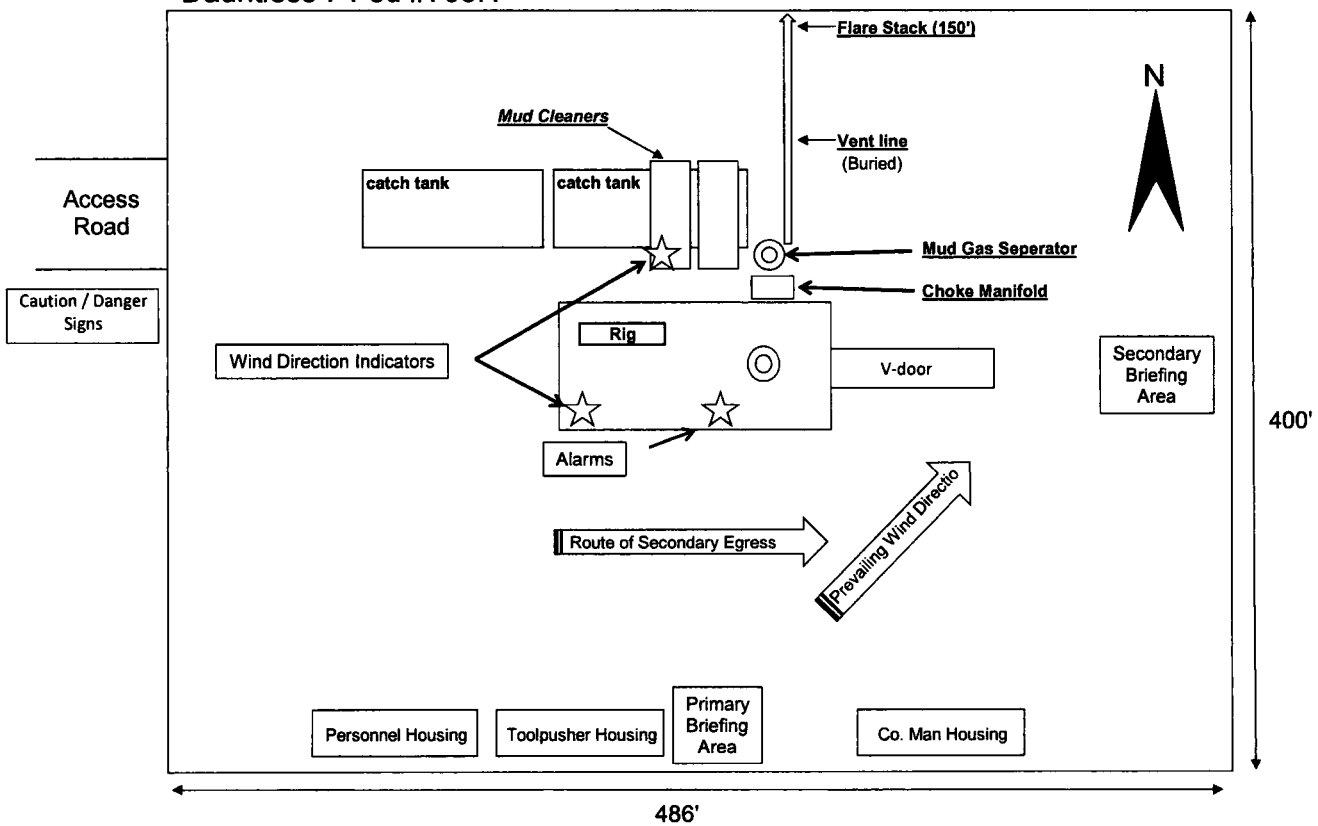 Flare Stack (150')
N
Mud Cleaners
Vent line
(Buried)
catch tank
catch tank
Access
Road
Mud Gas Seperator
Choke Manifold
Caution / Danger
Signs
Rig
Wind Direction Indicators
V-door
Secondary
Briefing
Area
400'
Alarms
Route of Secondary Egress
Prevailing Wind Directio
Primary
Briefing
Area
Personnel Housing
Toolpusher Housing
Co. Man Housing
486'